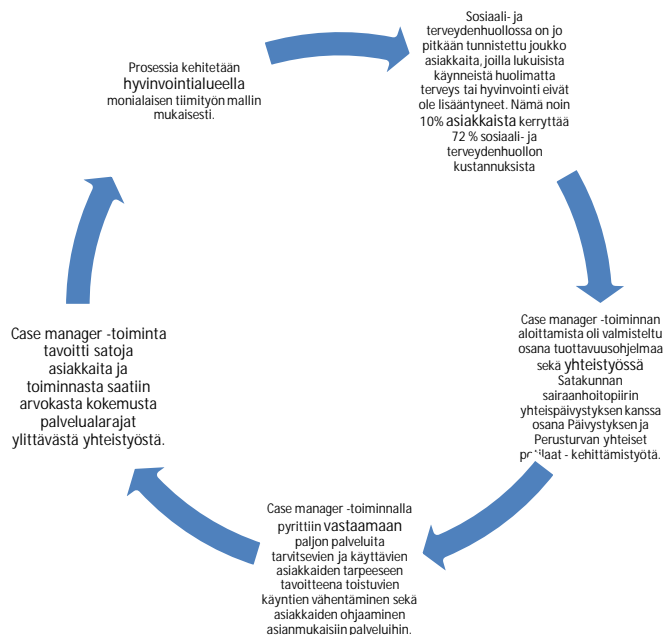 Sosiaali- ja
terveydenhuollossa on jo
pitkään tunnistettu joukko
asiakkaita, joilla lukuisista
käynneistä huolimatta
terveys tai hyvinvointi eivät
ole lisääntyneet. Nämä noin
10% asiakkaista kerryttää
72 % sosiaali- ja
terveydenhuollon
kustannuksista
Case manager -toiminnan
aloittamista oli valmisteltu
osana tuottavuusohjelmaa
sekä yhteistyössä
Satakunnan
sairaanhoitopiirin
yhteispäivystyksen kanssa
osana Päivystyksen ja
Perusturvan yhteiset
potilaat - kehittämistyötä.
Case manager -toiminnalla
pyrittiin vastaamaan
paljon palveluita
tarvitsevien ja käyttävien
asiakkaiden tarpeeseen
tavoitteena toistuvien
käyntien vähentäminen sekä
asiakkaiden ohjaaminen
asianmukaisiin palveluihin.
Case manager -toiminta
tavoitti satoja
asiakkaita ja
toiminnasta saatiin
arvokasta kokemusta
palvelualarajat
ylittävästä yhteistyöstä.
Prosessia kehitetään
hyvinvointialueella
monialaisen tiimityön mallin
mukaisesti.